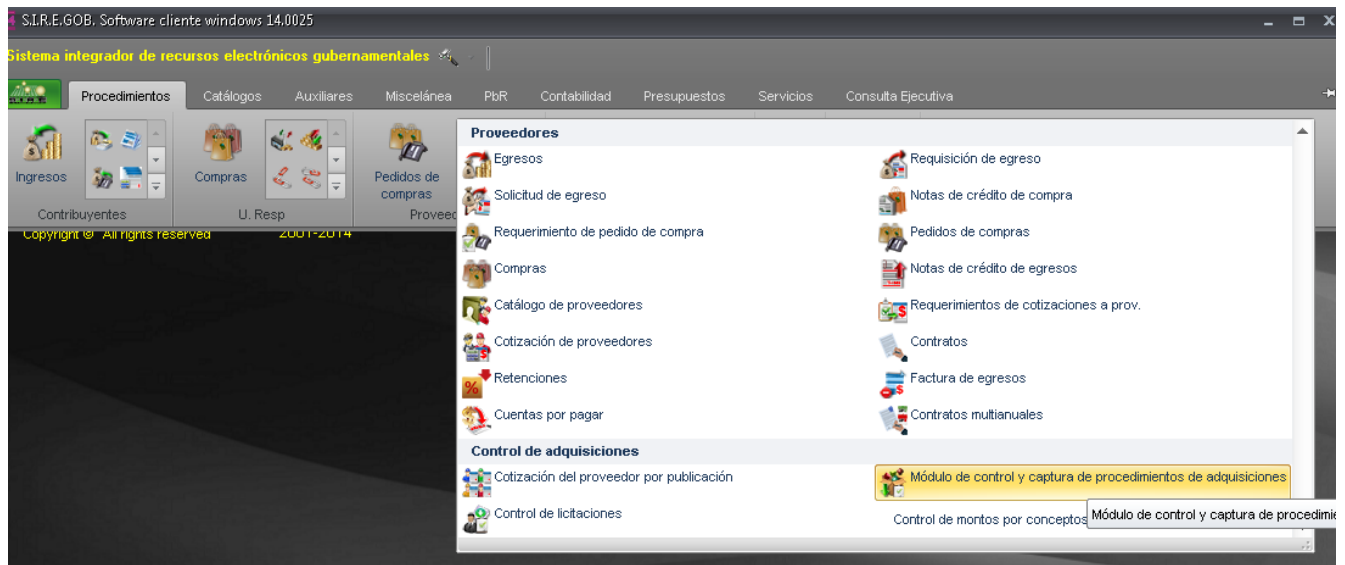 S.I.R.E.GOB. Software cliente windows 14.0025
Sistema integrador de recursos electrónicos gubernamentales
Procedimientos Catálogos Auxiliares Miscelánea PbR Contabilidad Presupuestos Servicios Consulta Ejecutiva
Ingresos
Contribuyentes
Compras
U. Resp
Pedidos de
compras
Proveed
Copyright © All rights reserved 2001-2014
Proveedores
Egresos
Requisición de egreso
Solicitud de egreso
Notas de crédito de compra
Requerimiento de pedido de compra
Pedidos de compras
Compras
Notas de crédito de egresos
Catálogo de proveedores
Requerimientos de cotizaciones a prov.
Cotización de proveedores
Contratos
Retenciones
Factura de egresos
Cuentas por pagar
Contratos multianuales
Control de adquisiciones
Cotización del proveedor por publicación
Módulo de control y captura de procedimientos de adquisiciones
Control de licitaciones
Control de montos por conceptos
Módulo de control y captura de procedimie